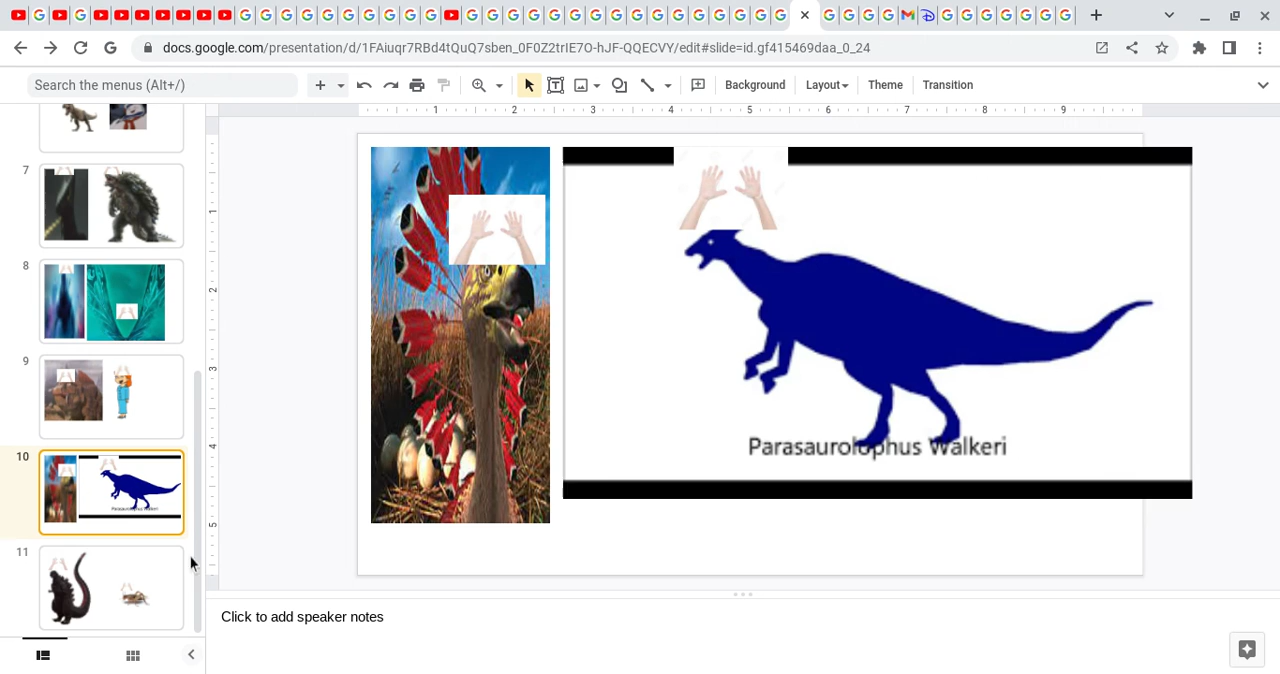 docs.google.com/presentation/d/1FAiuqr7RBd4tQuQ7sben_0F0Z2trIE7O-hJF-QQECVY/edit#slide=id.gf415469daa_0_24
Search the menus (Alt+/)
Background
Layout
Theme
Transition
1 2 3 4 5 6 7 8 9
1
2
3
4
5
7
8
9
10
11
Parasaurolophus Walkeri
Parasaurolophus Walkeri
Click to add speaker notes